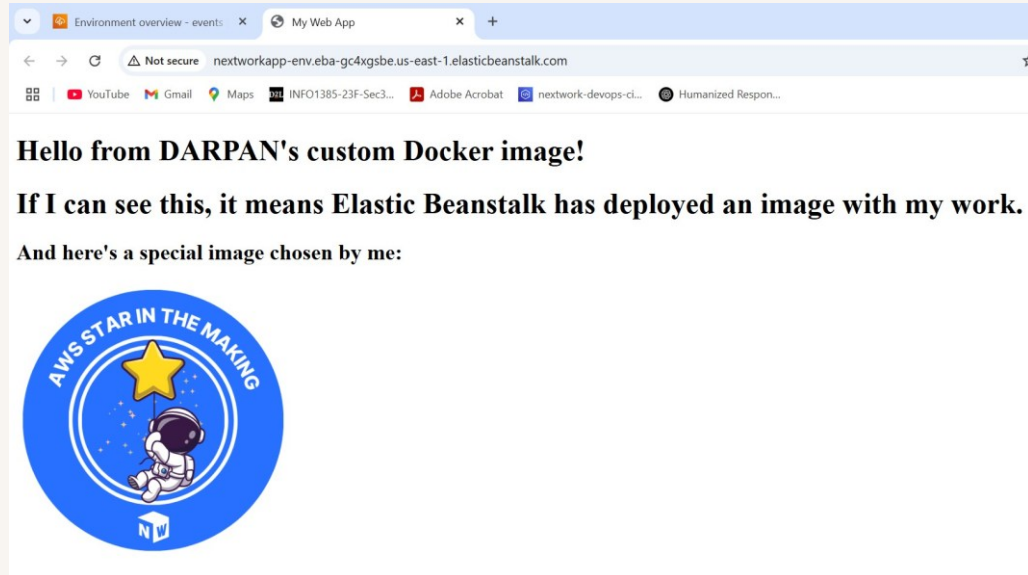 Environment overview - events
My Web App
Not secure
nextworkapp-env.eba-gc4xgsbe.us-east-1.elasticbeanstalk.com
YouTube
Gmail
Maps
D2L
INFO1385-23F-Sec3...
Adobe Acrobat
nextwork-devops-ci...
Humanized Respon...
Hello from DARPAN's custom Docker image!
If I can see this, it means Elastic Beanstalk has deployed an image with my work.
And here's a special image chosen by me:
AWS STAR IN THE MAKING
NW